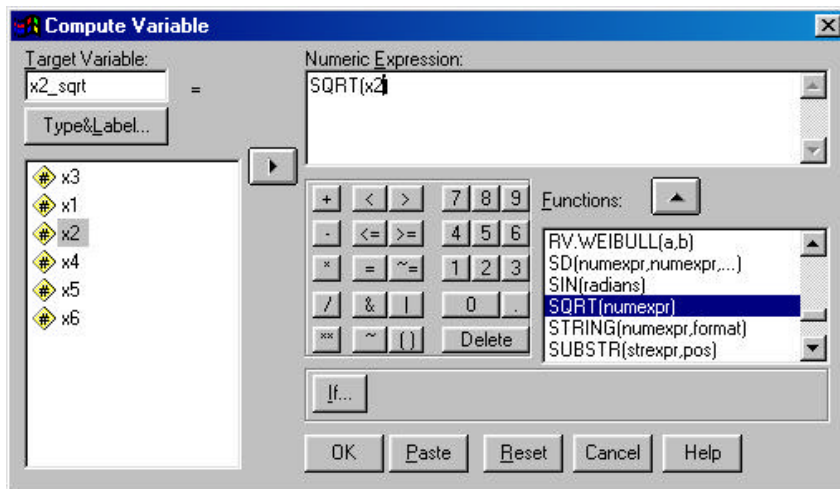 Compute Variable
Target Variable:
x2_sqrt
=
Numeric Expression:
SQRT(x2)
Type&Label...
# x3
# x1
# x2
# x4
# x5
# x6
+ < > 7 8 9
- <= >= 4 5 6
* = ~= 1 2 3
/ & | 0 .
** ~ () Delete
Functions:
RV.WEIBULL(a,b)
SD(numexpr,numexpr,...)
SIN(radians)
SQRT(numexpr)
STRING(numexpr,format)
SUBSTR(strexpr,pos)
If...
OK Paste Reset Cancel Help